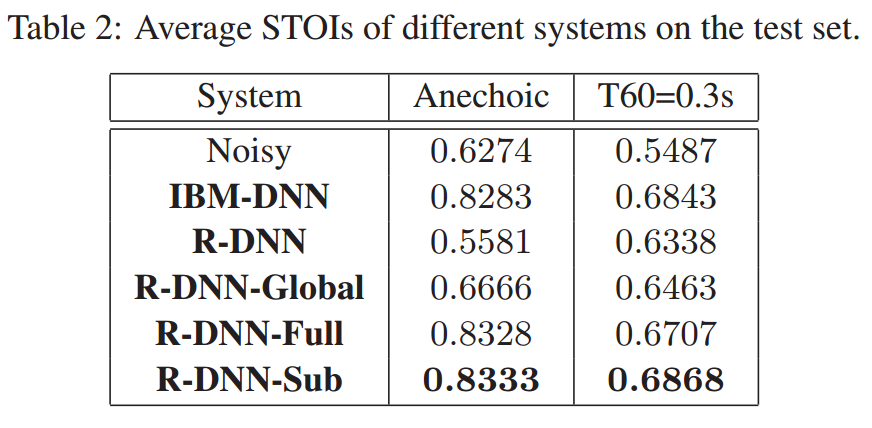 Table 2: Average STOIs of different systems on the test set.
System Anechoic T60=0.3s
Noisy 0.6274 0.5487
IBM-DNN 0.8283 0.6843
R-DNN 0.5581 0.6338
R-DNN-Global 0.6666 0.6463
R-DNN-Full 0.8328 0.6707
R-DNN-Sub 0.8333 0.6868